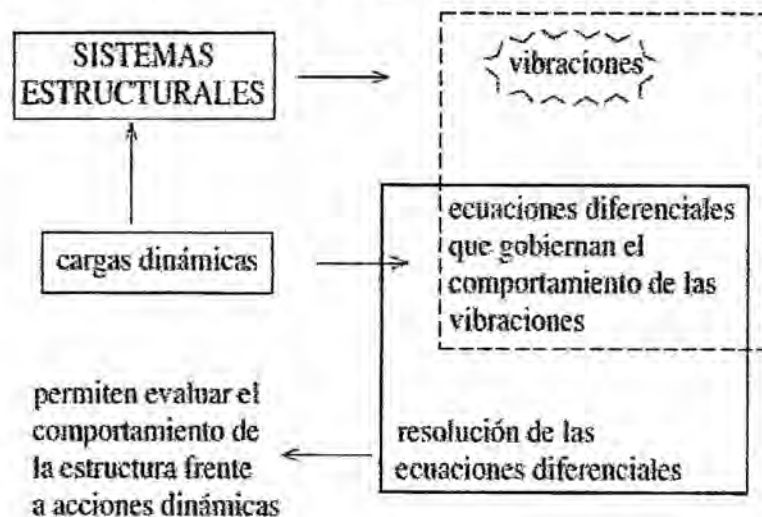 SISTEMAS
ESTRUCTURALES
vibraciones
cargas dinámicas
ecuaciones diferenciales
que gobiernan el
comportamiento de las
vibraciones
permiten evaluar el
comportamiento de
la estructura frente
a acciones dinámicas
resolución de las
ecuaciones diferenciales